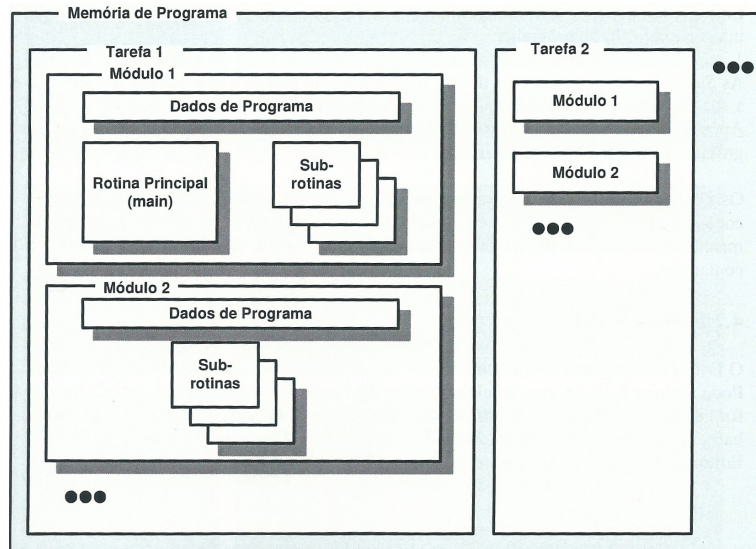 Memória de Programa
Tarefa 1
Módulo 1
Dados de Programa
Rotina Principal
(main)
Sub-
rotinas
Módulo 2
Dados de Programa
Sub-
rotinas
Tarefa 2
Módulo 1
Módulo 2